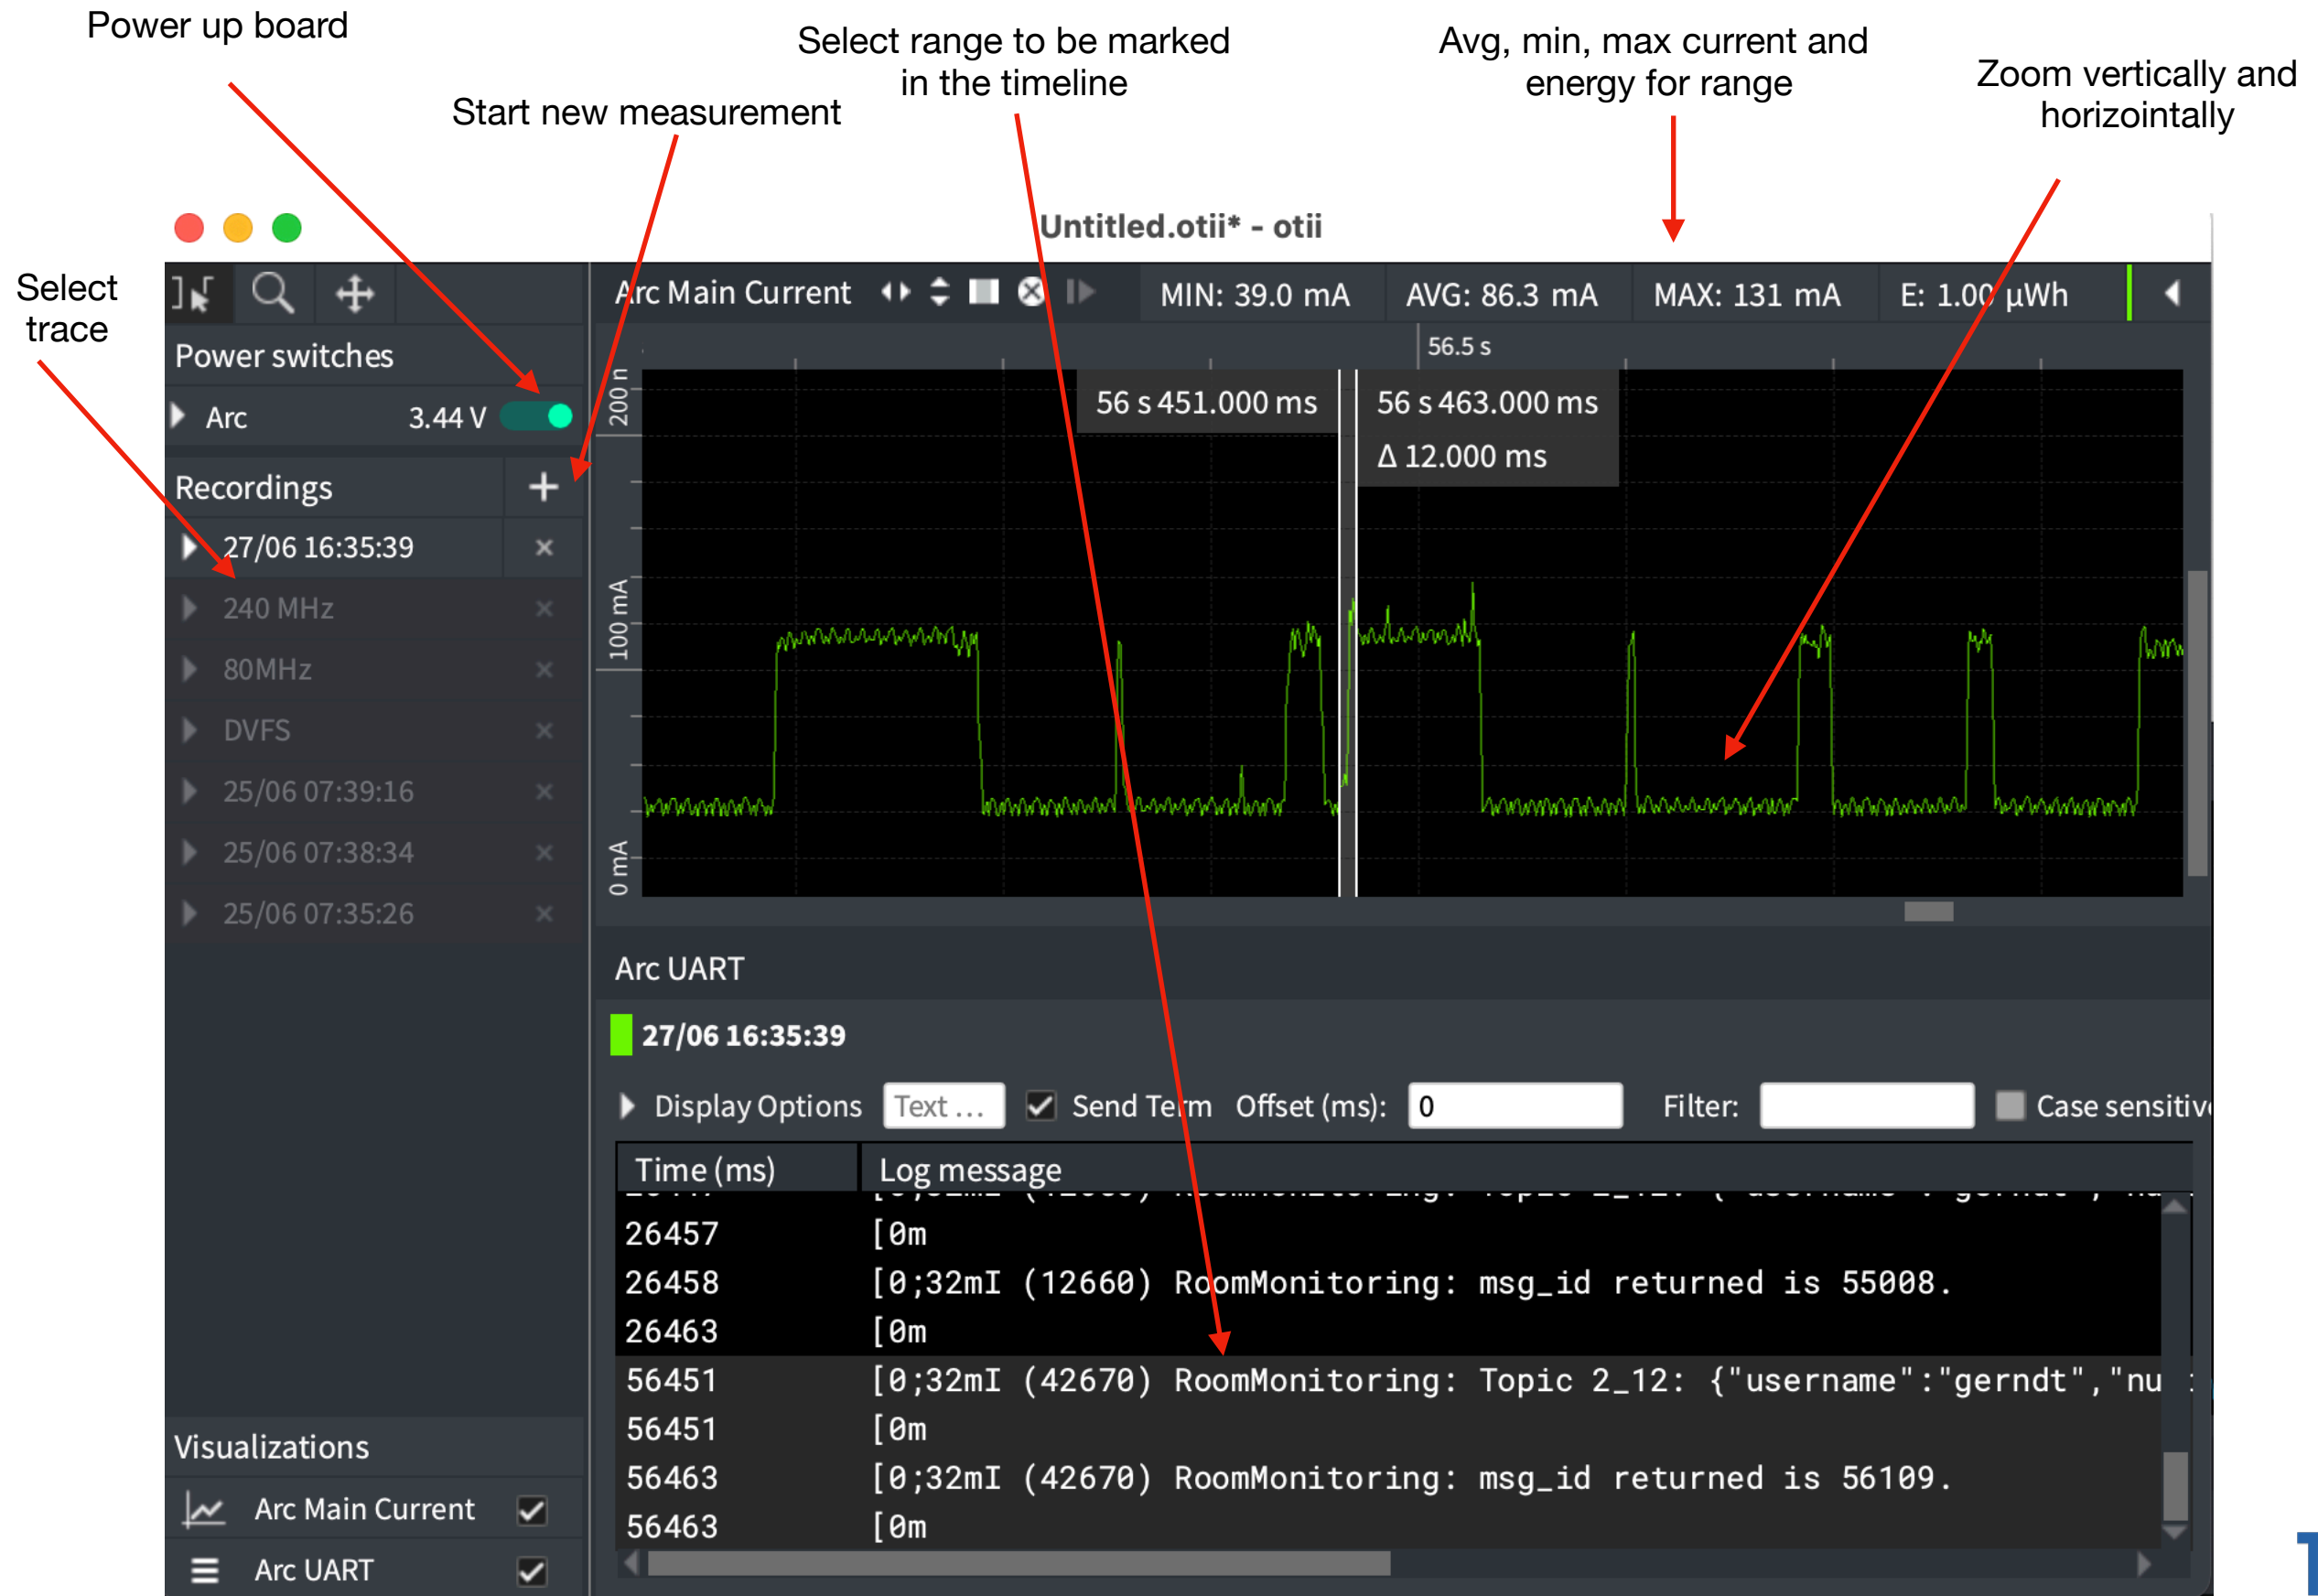 Power up board
Select range to be marked
in the timeline
Avg, min, max current and
energy for range
Zoom vertically and
horizointally
Start new measurement
Select
trace
Untitled.otii* - otii
Arc Main Current
MIN: 39.0 mA
AVG: 86.3 mA
MAX: 131 mA
E: 1.00 µWh
Power switches
Arc 3.44 V
Recordings +
27/06 16:35:39
240 MHz
80MHz
DVFS
25/06 07:39:16
25/06 07:38:34
25/06 07:35:26
Visualizations
Arc Main Current
Arc UART
56.5 s
56 s 451.000 ms
56 s 463.000 ms
Δ 12.000 ms
200
100 mA
0 mA
Arc UART
27/06 16:35:39
Display Options Text ... Send Term Offset (ms): 0 Filter: Case sensitiv
Time (ms) Log message
26457 [0m
26458 [0;32mI (12660) RoomMonitoring: msg_id returned is 55008.
26463 [0m
56451 [0;32mI (42670) RoomMonitoring: Topic 2_12: {"username":"gerndt","nu
56451 [0m
56463 [0;32mI (42670) RoomMonitoring: msg_id returned is 56109.
56463 [0m